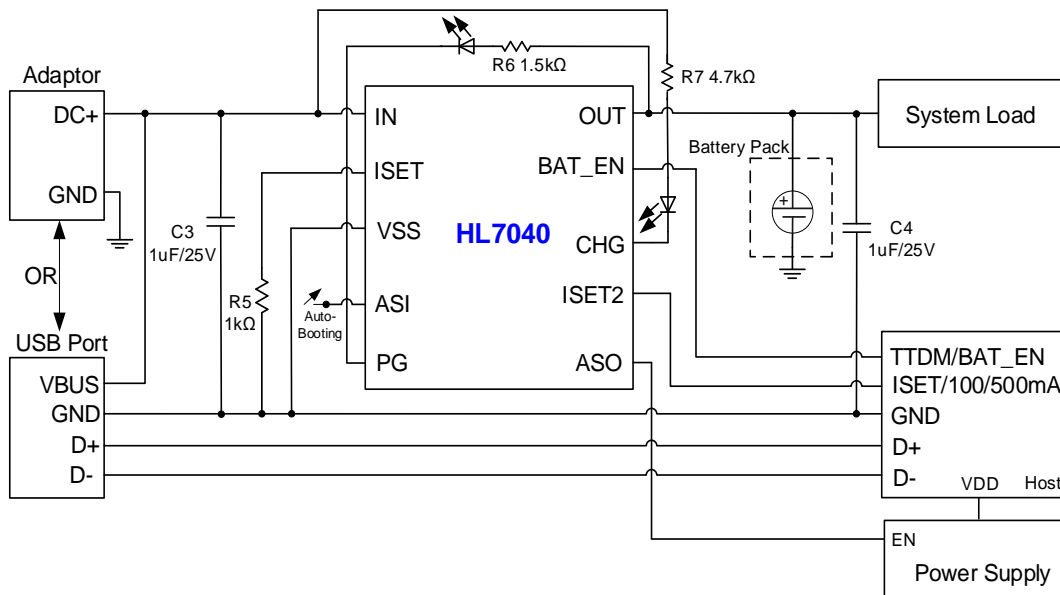 R6 1.5kΩ
R7 4.7kΩ
Adaptor
DC+
GND
IN
ISET
VSS
ASI
PG
HL7040
OUT
BAT_EN
CHG
ISET2
ASO
System Load
Battery Pack
+
C3
1uF/25V
C4
1uF/25V
OR
R5
1kΩ
Auto-
Booting
USB Port
VBUS
GND
D+
D-
TTDM/BAT_EN
ISET/100/500mA
GND
D+
D-
VDD
Host
EN
Power Supply